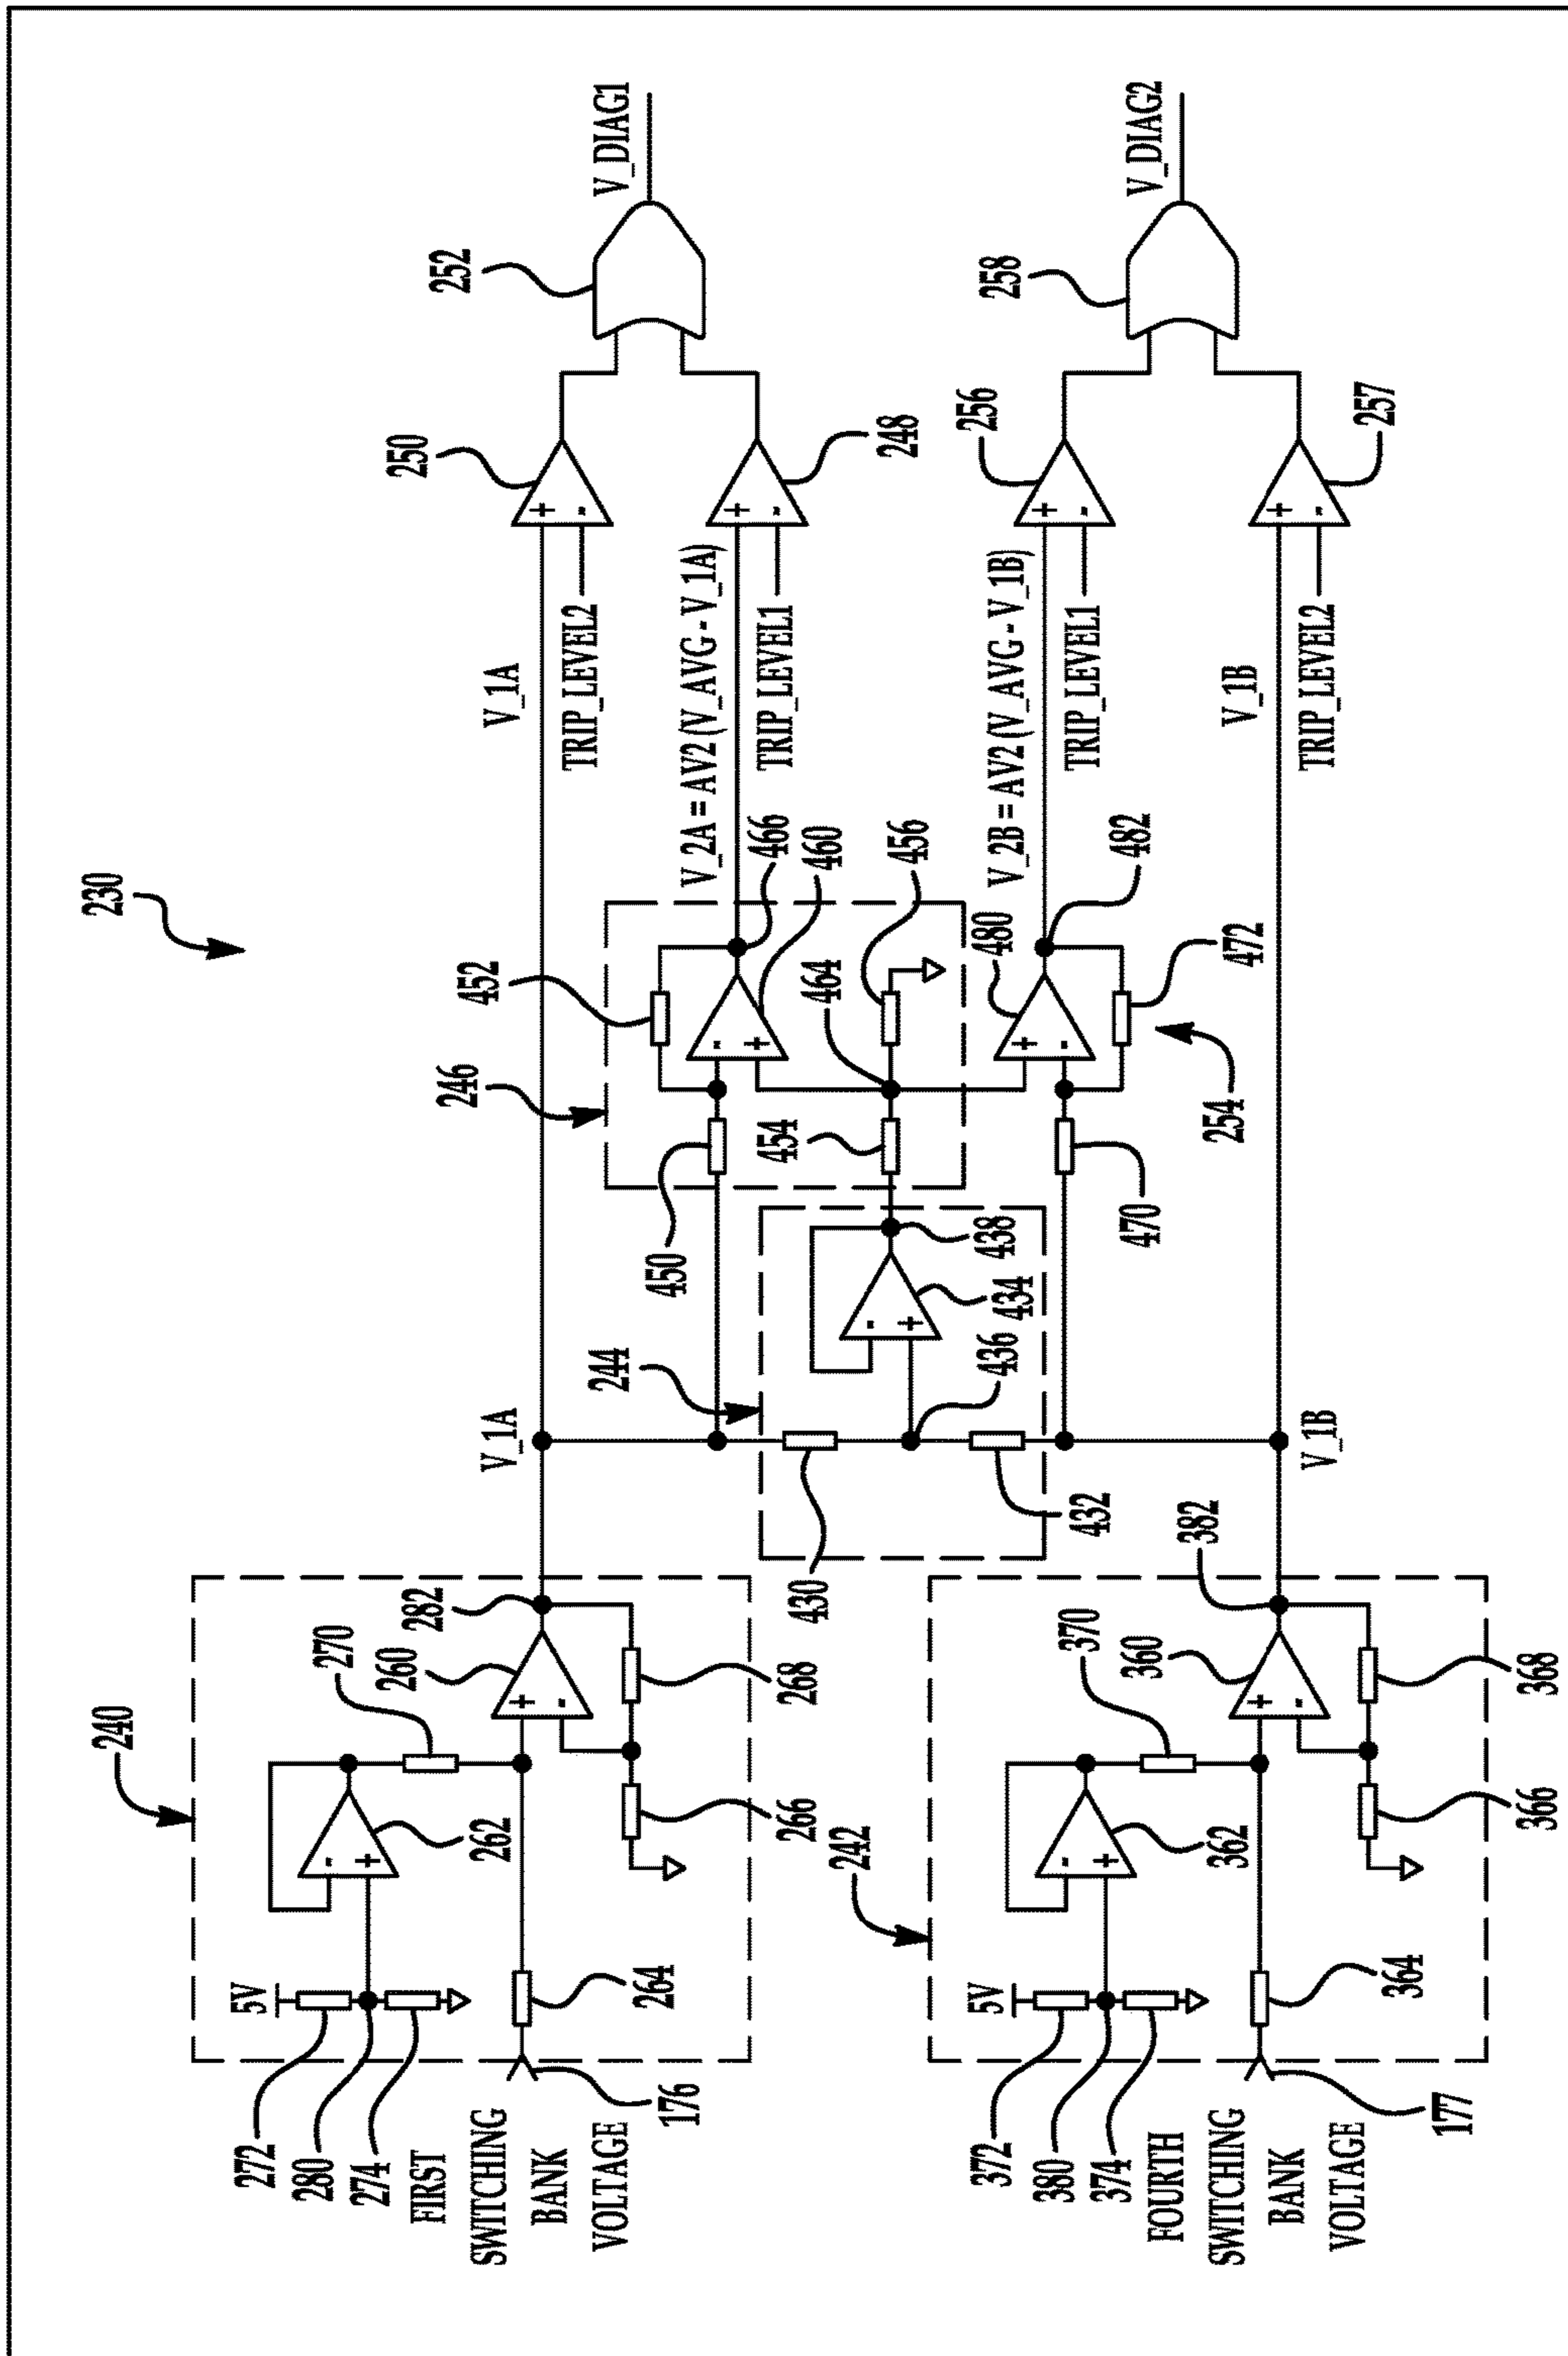 230
240
5V
272
280
274
FIRST
SWITCHING
BANK
VOLTAGE
176
264
262
270
260
282
266
268
V_1A
V_1A
TRIP_LEVEL2
250
252
V_DIAG1
246
452
450
454
464
466
460
456
V_2A = AV2 (V_AVG - V_1A)
TRIP_LEVEL1
248
244
430
432
436
434
438
242
5V
372
380
374
FOURTH
SWITCHING
BANK
VOLTAGE
177
364
362
370
360
382
366
368
V_1B
470
254
472
480
482
V_2B = AV2 (V_AVG - V_1B)
TRIP_LEVEL1
256
V_1B
TRIP_LEVEL2
257
258
V_DIAG2